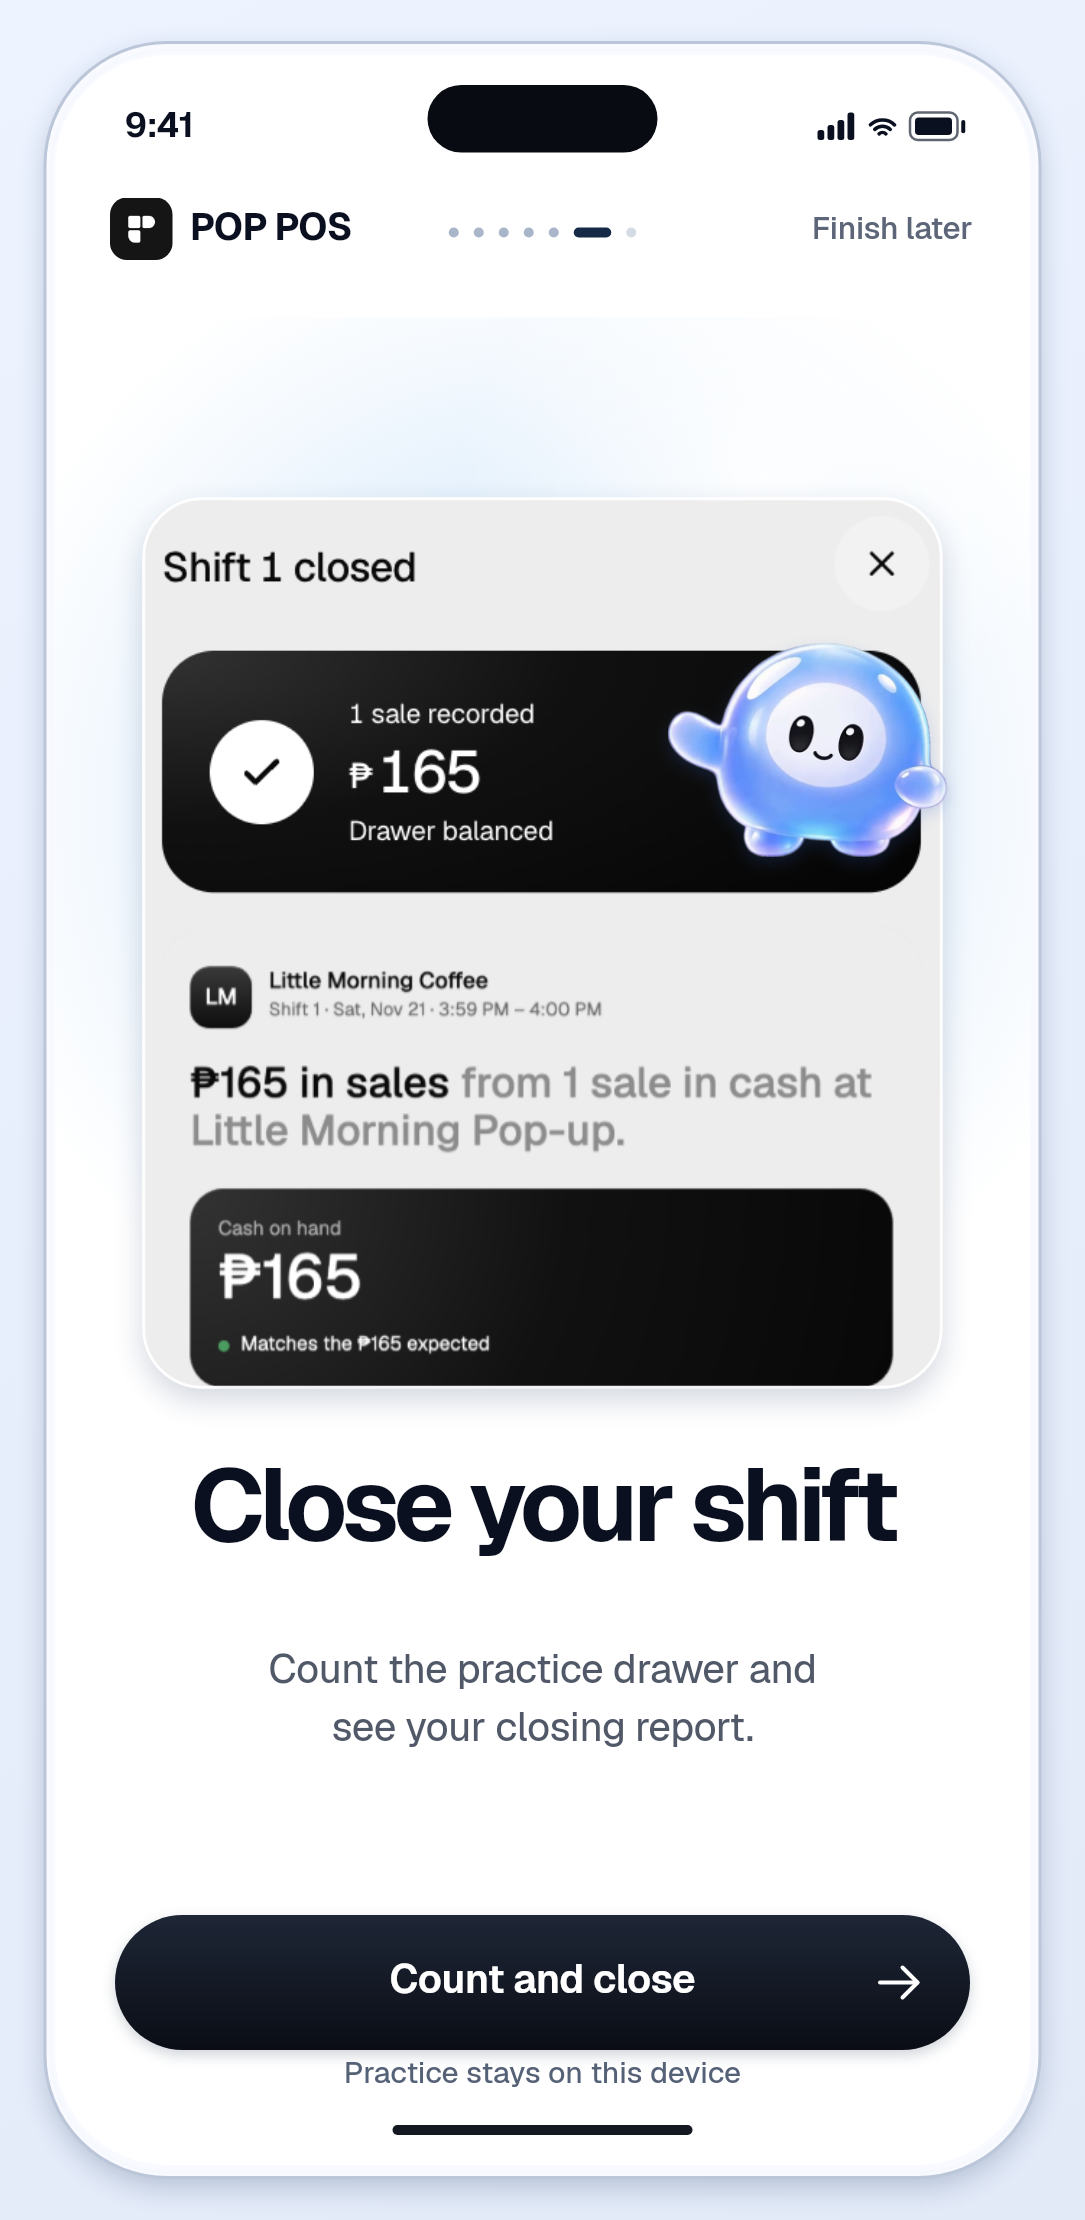 9:41
POP POS
Finish later
Shift 1 closed
1 sale recorded
₱165
Drawer balanced
LM
Little Morning Coffee
Shift 1 · Sat, Nov 21 · 3:59 PM – 4:00 PM
₱165 in sales from 1 sale in cash at
Little Morning Pop-up.
Cash on hand
₱165
Matches the ₱165 expected
Close your shift
Count the practice drawer and
see your closing report.
Count and close
Practice stays on this device